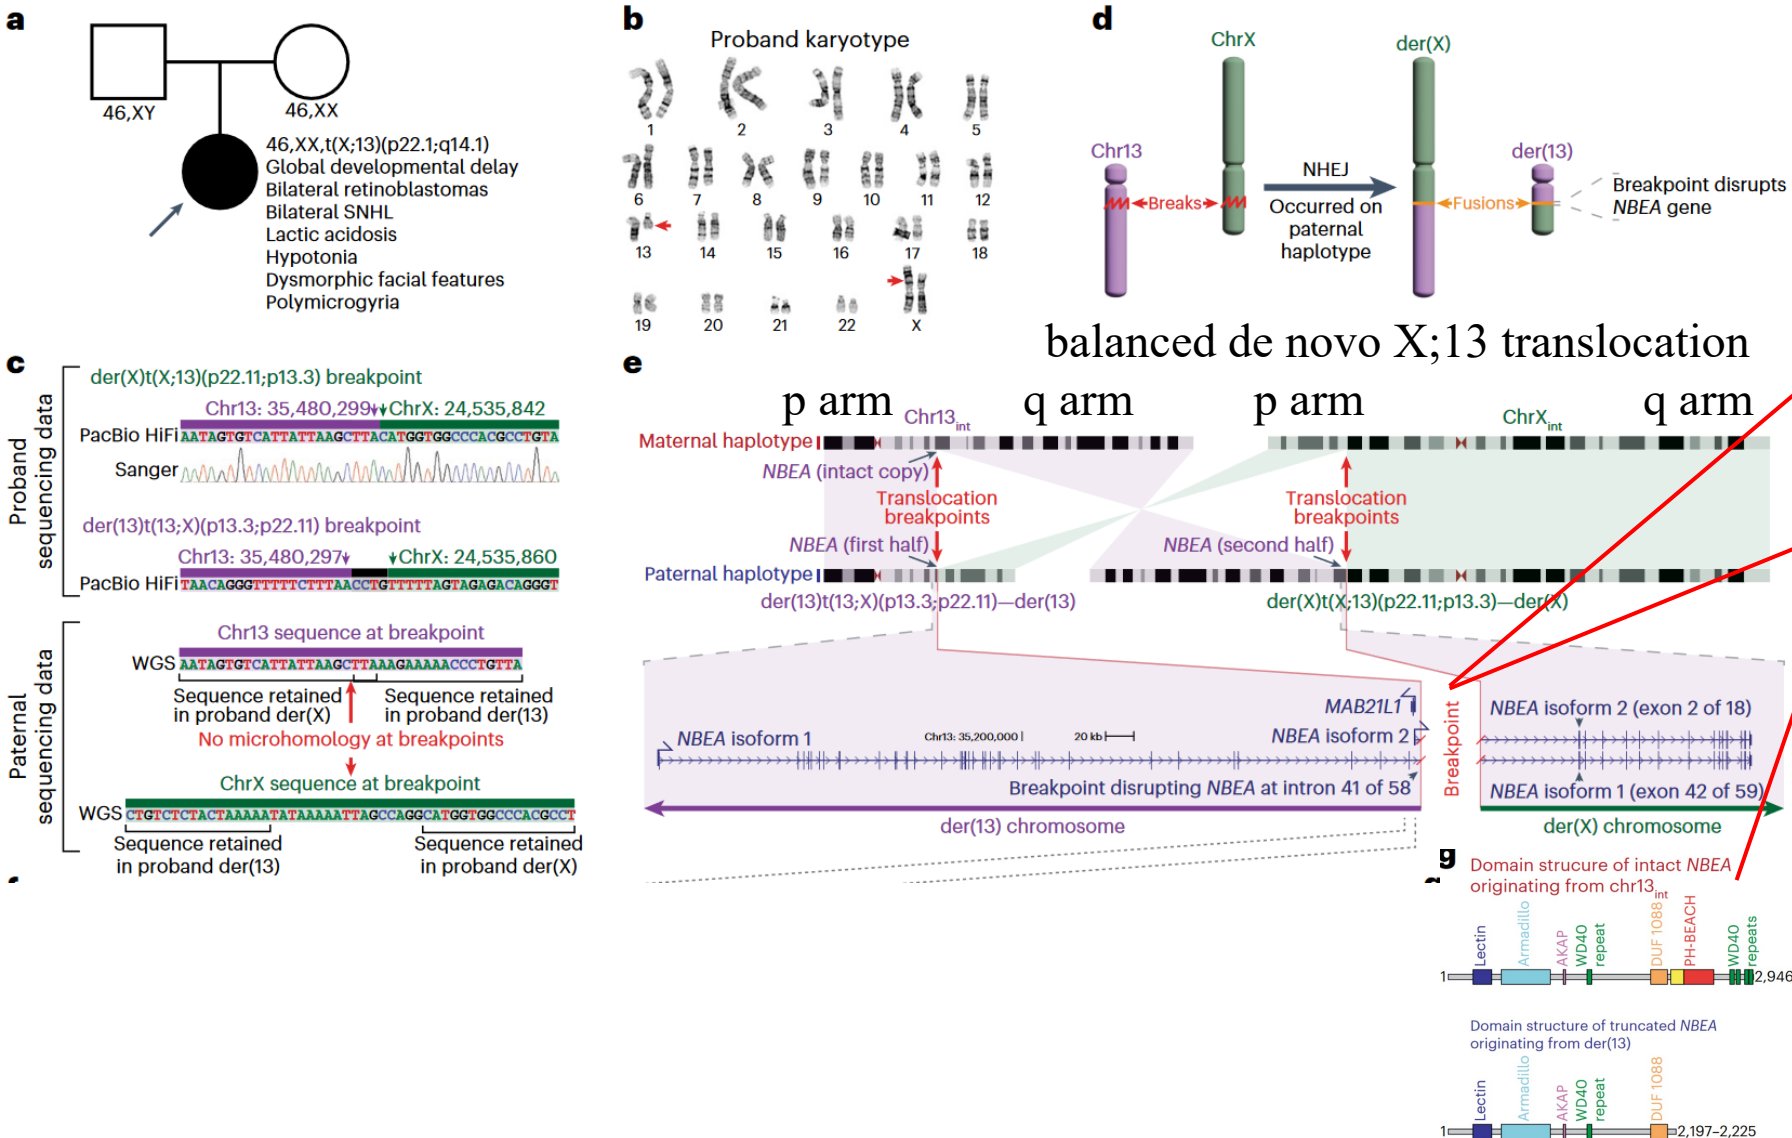 a
46,XY
46,XX
46,XX,t(X;13)(p22.1;q14.1)
Global developmental delay
Bilateral retinoblastomas
Bilateral SNHL
Lactic acidosis
Hypotonia
Dysmorphic facial features
Polymicrogyria
b
Proband karyotype
1
2
3
4
5
6
7
8
9
10
11
12
13
14
15
16
17
18
19
20
21
22
X
d
ChrX
der(X)
Chr13
der(13)
Breaks
NHEJ
Occurred on
paternal
haplotype
Fusions
Breakpoint disrupts
NBEA gene
balanced de novo X;13 translocation
c
Proband
sequencing data
der(X)t(X;13)(p22.11;p13.3) breakpoint
Chr13: 35,480,299 ChrX: 24,535,842
PacBio HiFi AATAGTGTCATTATTAAGCTTACATGGTGGCCCACGCCTGTA
Sanger
der(13)t(13;X)(p13.3;p22.11) breakpoint
Chr13: 35,480,297 ChrX: 24,535,860
PacBio HiFi TAACAGGGTTTTTCTTTAACCTGTTTTTAGTAGAGACAGGGT
Paternal
sequencing data
Chr13 sequence at breakpoint
WGS AATAGTGTCATTATTAAGCTTAAAGAAAAACCCTGTTA
Sequence retained
in proband der(X)
Sequence retained
in proband der(13)
No microhomology at breakpoints
ChrX sequence at breakpoint
WGS CTGTCTCTACTAAAAATATAAAAATTAGCCAGGCATGGTGGCCCACGCCT
Sequence retained
in proband der(13)
Sequence retained
in proband der(X)
e
p arm
q arm
p arm
q arm
Chr13int
ChrXint
Maternal haplotype
NBEA (intact copy)
Translocation
breakpoints
Translocation
breakpoints
NBEA (first half)
NBEA (second half)
Paternal haplotype
der(13)t(13;X)(p13.3;p22.11)—der(13)
der(X)t(X;13)(p22.11;p13.3)—der(X)
MAB21L1
NBEA isoform 1
Chr13: 35,200,000
20 kb
NBEA isoform 2
Breakpoint disrupting NBEA at intron 41 of 58
Breakpoint
NBEA isoform 2 (exon 2 of 18)
NBEA isoform 1 (exon 42 of 59)
der(13) chromosome
der(X) chromosome
g
Domain strucure of intact NBEA
originating from chr13int
Lectin
Armadillo
AKAP
WD40
repeat
DUF 1088
PH-BEACH
WD40
repeats
1
2,946
Domain structure of truncated NBEA
originating from der(13)
Lectin
Armadillo
AKAP
WD40
repeat
DUF 1088
1
2,197–2,225